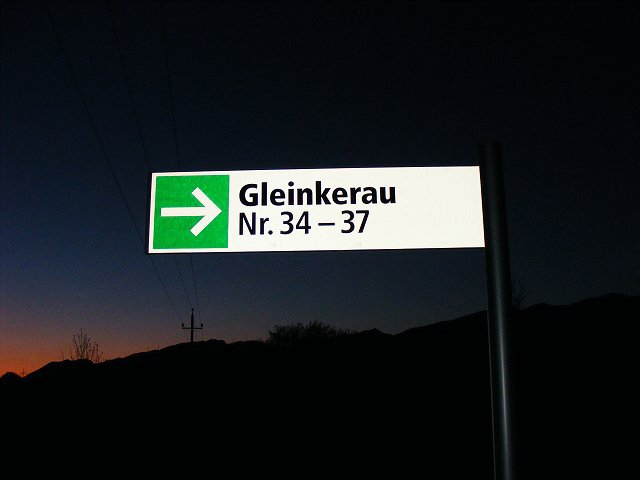 Gleinkerau
Nr. 34 – 37